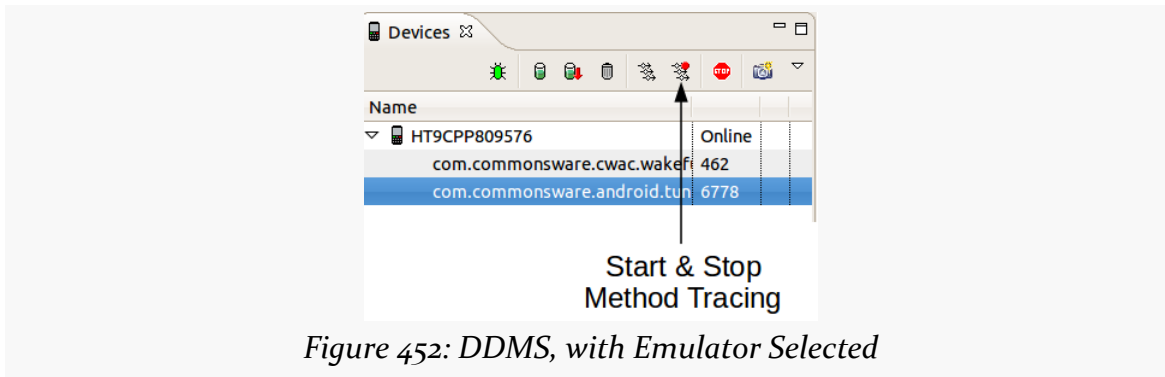 Devices
STOP
Name
HT9CPP809576 Online
com.commonsware.cwac.wakef 462
com.commonsware.android.tun 6778
Start & Stop
Method Tracing
Figure 452: DDMS, with Emulator Selected